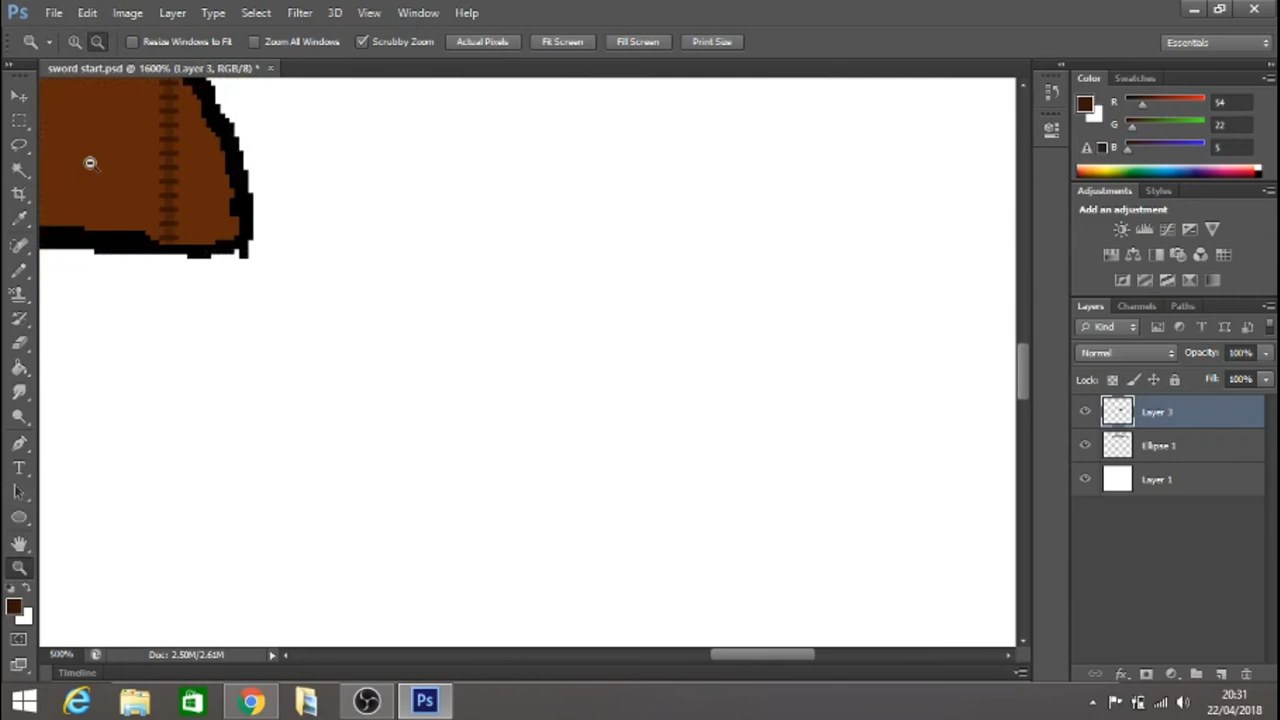 Ps File Edit Image Layer Type Select Filter 3D View Window Help
Resize Windows to Fit Zoom All Windows Scrubby Zoom Actual Pixels Fit Screen Fill Screen Print Size Essentials
sword start.psd @ 1600% (Layer 3, RGB/8) *
Color Swatches
R 54
G 22
B 5
Adjustments Styles
Add an adjustment
Layers Channels Paths
Kind
Normal Opacity: 100%
Lock: Fill: 100%
Layer 3
Ellipse 1
Layer 1
500% Doc: 2.50M/2.61M
Timeline
Ps
20:31
22/04/2018